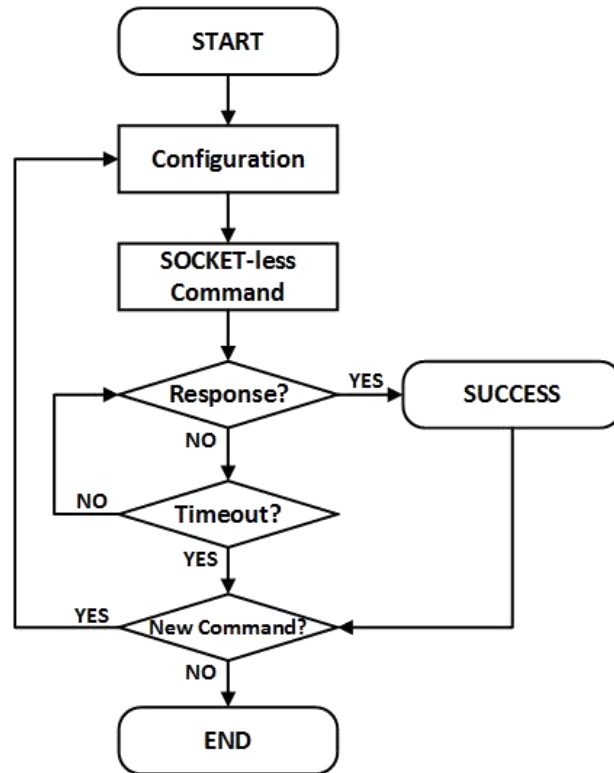 START
Configuration
SOCKET-less
Command
Response?
YES
SUCCESS
NO
NO
Timeout?
YES
YES
New Command?
NO
END